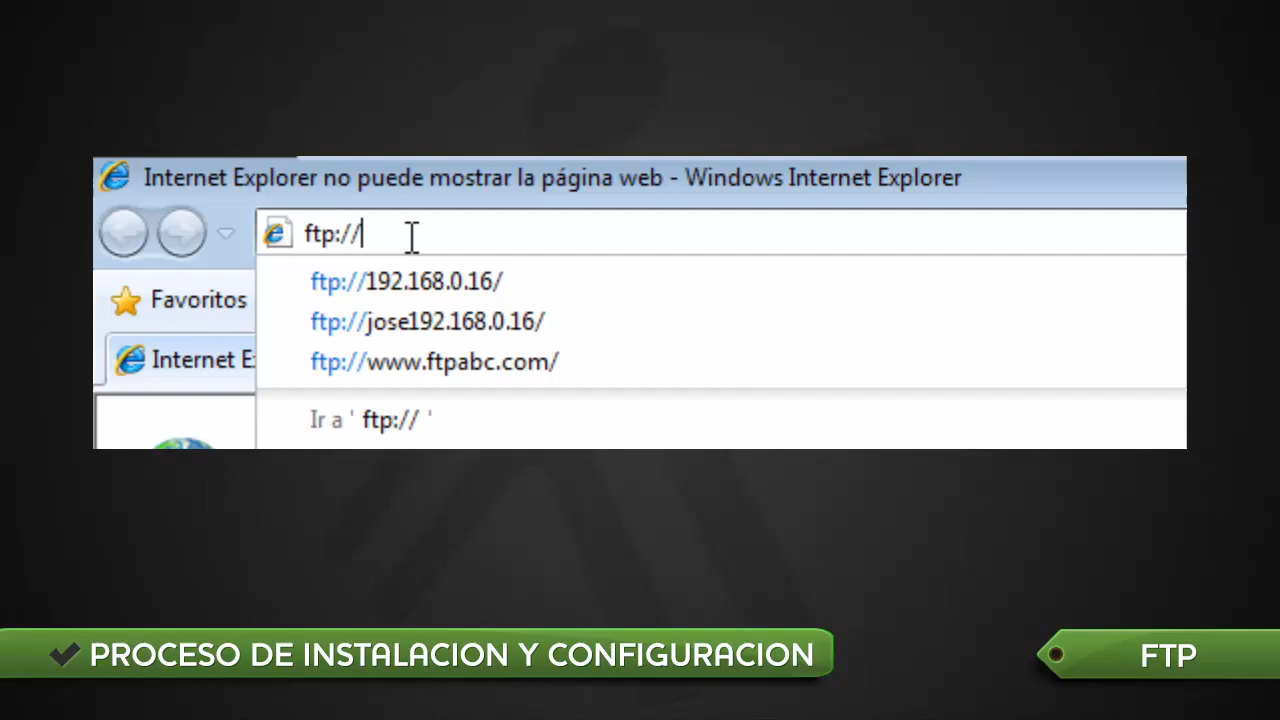 Internet Explorer no puede mostrar la página web - Windows Internet Explorer
ftp://
ftp://192.168.0.16/
Favoritos
ftp://jose192.168.0.16/
Internet E
ftp://www.ftpabc.com/
Ir a ' ftp:// '
PROCESO DE INSTALACION Y CONFIGURACION
FTP